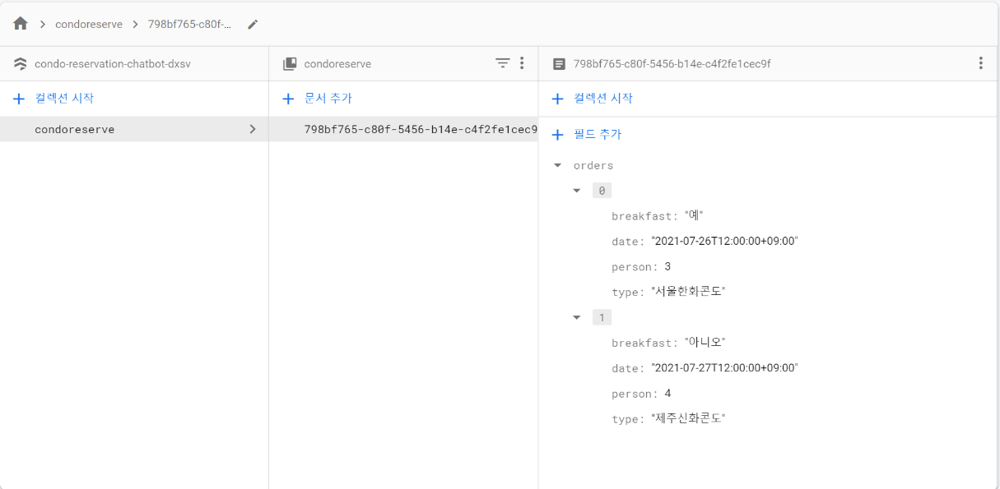 condoreserve 798bf765-c80f-...
condo-reservation-chatbot-dxsv
컬렉션 시작
condoreserve
condoreserve
문서 추가
798bf765-c80f-5456-b14e-c4f2fe1cec9
798bf765-c80f-5456-b14e-c4f2fe1cec9f
컬렉션 시작
필드 추가
orders
0
breakfast: "예"
date: "2021-07-26T12:00:00+09:00"
person: 3
type: "서울한화콘도"
1
breakfast: "아니오"
date: "2021-07-27T12:00:00+09:00"
person: 4
type: "제주신화콘도"